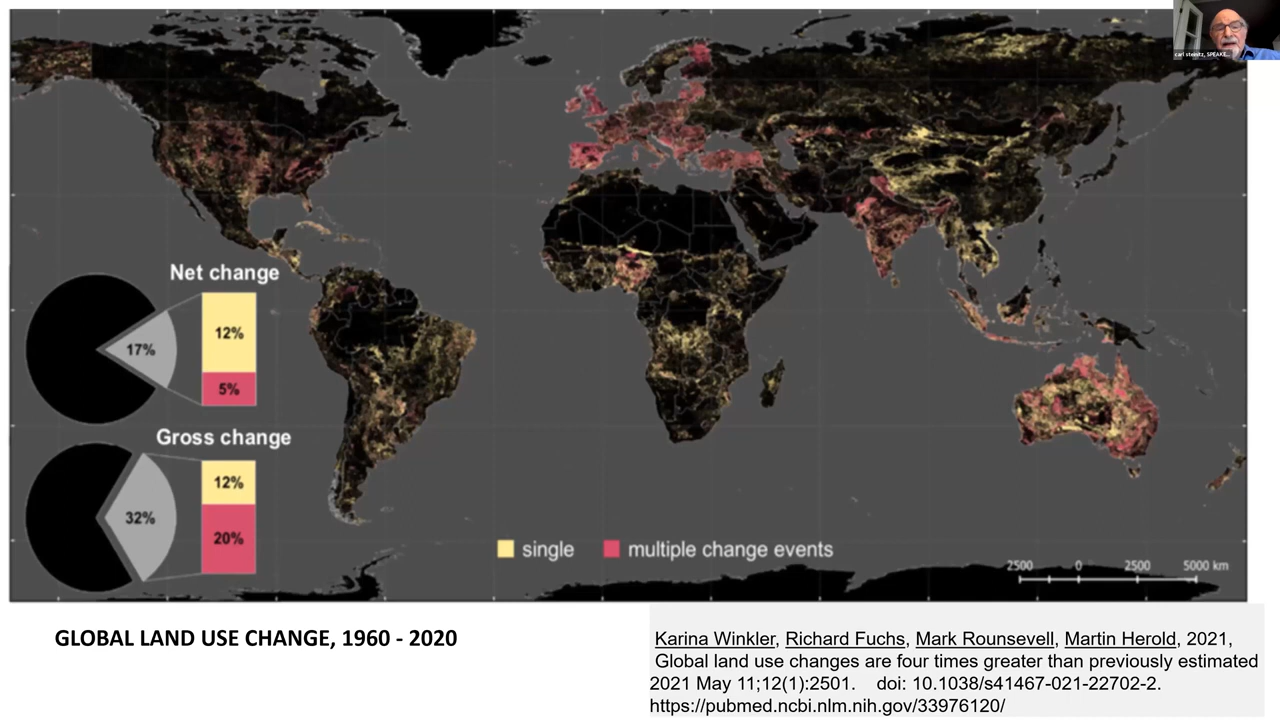 carl steinitz, SPEAKE...
Net change
17%
12%
5%
Gross change
32%
12%
20%
single
multiple change events
2500 0 2500 5000 km
GLOBAL LAND USE CHANGE, 1960 - 2020
Karina Winkler, Richard Fuchs, Mark Rounsevell, Martin Herold, 2021,
Global land use changes are four times greater than previously estimated
2021 May 11;12(1):2501. doi: 10.1038/s41467-021-22702-2.
https://pubmed.ncbi.nlm.nih.gov/33976120/